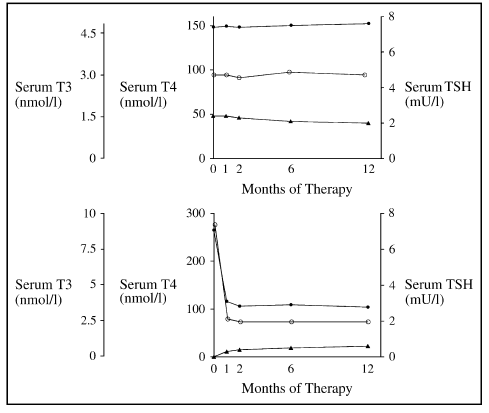 4.5
3.0
1.5
0
Serum T3
(nmol/l)
150
100
50
0
Serum T4
(nmol/l)
8
6
4
2
0
Serum TSH
(mU/l)
0 1 2 6 12
Months of Therapy
10
7.5
5
2.5
0
Serum T3
(nmol/l)
300
200
100
0
Serum T4
(nmol/l)
8
6
4
2
0
Serum TSH
(mU/l)
0 1 2 6 12
Months of Therapy